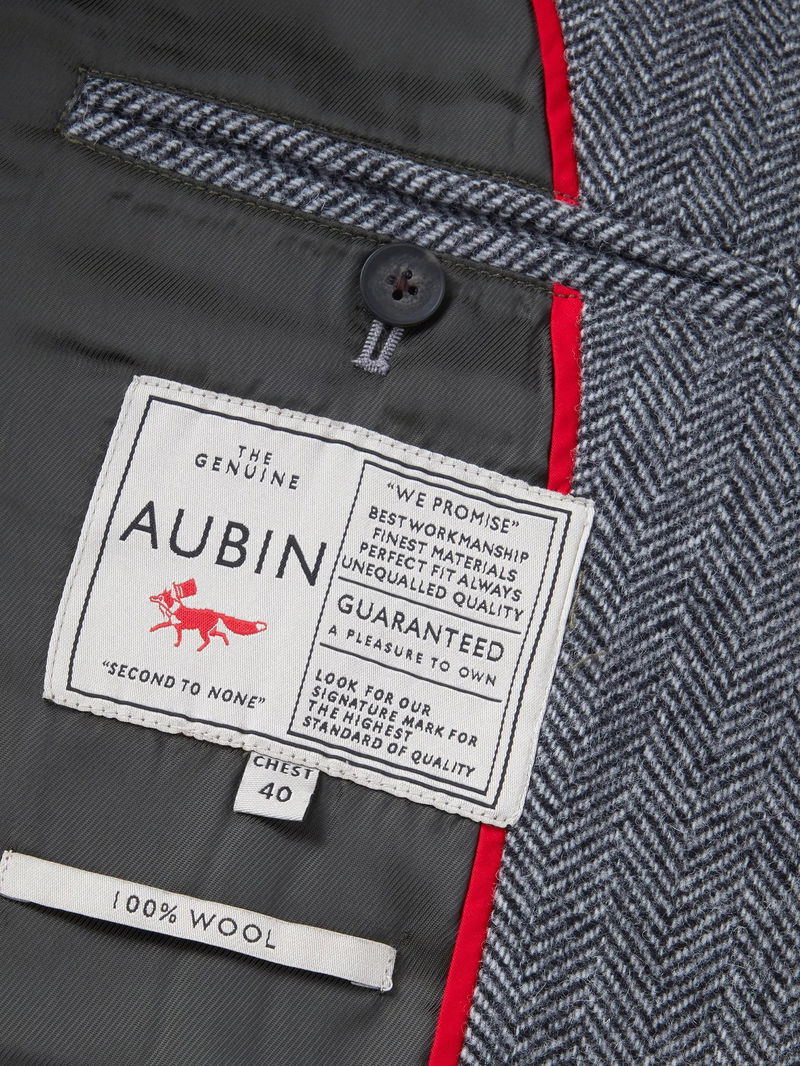 THE
GENUINE
AUBIN
"SECOND TO NONE"
"WE PROMISE"
BEST WORKMANSHIP
FINEST MATERIALS
PERFECT FIT ALWAYS
UNEQUALLED QUALITY
GUARANTEED
A PLEASURE TO OWN
LOOK FOR OUR
SIGNATURE MARK FOR
THE HIGHEST
STANDARD OF QUALITY
CHEST
40
100% WOOL